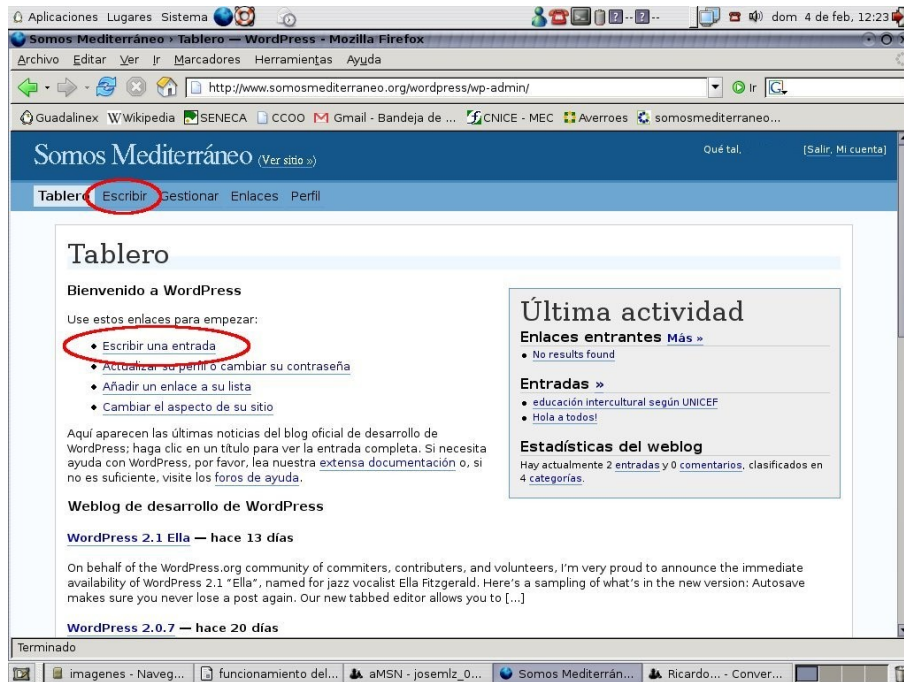 Aplicaciones Lugares Sistema 2--2-- dom 4 de feb, 12:23
Somos Mediterráneo › Tablero — WordPress - Mozilla Firefox
Archivo Editar Ver Ir Marcadores Herramientas Ayuda
http://www.somosmediterraneo.org/wordpress/wp-admin/ Ir G
Guadalinex W Wikipedia SENECA CCOO M Gmail - Bandeja de ... CNICE - MEC Averroes somosmediterraneo...
Somos Mediterráneo (Ver sitio »)
Qué tal, [Salir, Mi cuenta]
Tablero Escribir Gestionar Enlaces Perfil
Tablero
Bienvenido a WordPress
Use estos enlaces para empezar:
• Escribir una entrada
• Actualizar su perfil o cambiar su contraseña
• Añadir un enlace a su lista
• Cambiar el aspecto de su sitio
Aquí aparecen las últimas noticias del blog oficial de desarrollo de
WordPress; haga clic en un título para ver la entrada completa. Si necesita
ayuda con WordPress, por favor, lea nuestra extensa documentación o, si
no es suficiente, visite los foros de ayuda.
Última actividad
Enlaces entrantes Más »
• No results found
Entradas »
• educación intercultural según UNICEF
• Hola a todos!
Estadísticas del weblog
Hay actualmente 2 entradas y 0 comentarios, clasificados en
4 categorías.
Weblog de desarrollo de WordPress
WordPress 2.1 Ella — hace 13 días
On behalf of the WordPress.org community of commiters, contributers, and volunteers, I'm very proud to announce the immediate
availability of WordPress 2.1 "Ella", named for jazz vocalist Ella Fitzgerald. Here's a sampling of what's in the new version: Autosave
makes sure you never lose a post again. Our new tabbed editor allows you to [...]
WordPress 2.0.7 — hace 20 días
Terminado
imagenes - Naveg... funcionamiento del... aMSN - josemlz_0... Somos Mediterrán... Ricardo... - Conver...